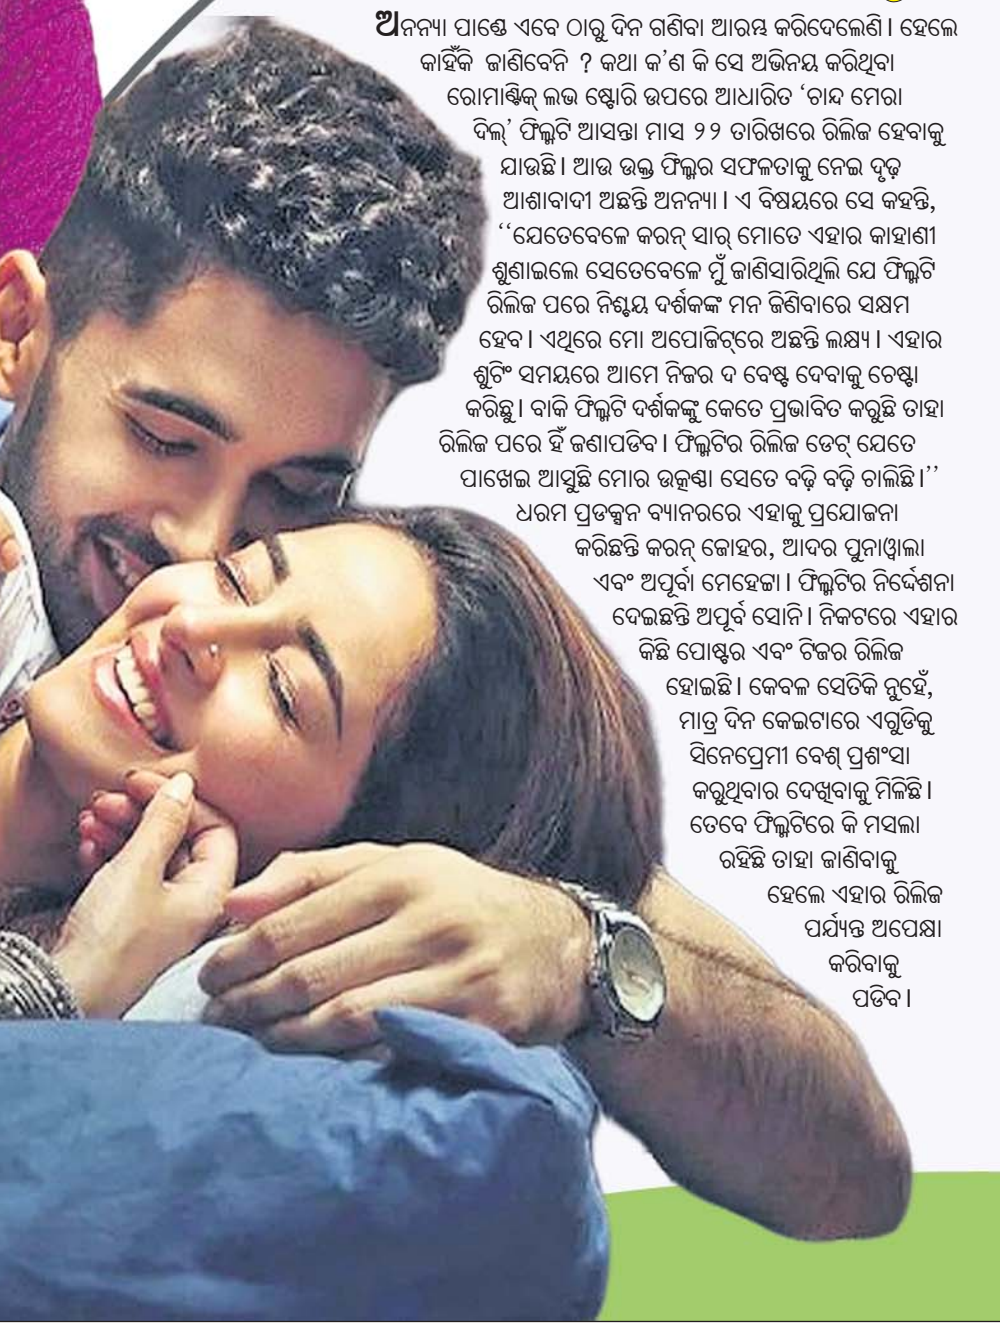 ଅନନ୍ୟା ପାଣ୍ଡେ ଏବେ ଠାରୁ ଦିନ ଗଣିବା ଆରମ୍ଭ କରିଦେଲେଣି। ହେଲେ
କାହିଁକି ଜାଣିବେନି ? କଥା କ'ଣ କି ସେ ଅଭିନୟ କରିଥିବା
ରୋମାଣ୍ଟିକ୍ ଲଭ ଷ୍ଟୋରି ଉପରେ ଆଧାରିତ ‘ଚାନ୍ଦ ମେରା
ଦିଲ୍’ ଫିଲ୍ମଟି ଆସନ୍ତା ମାସ ୨୨ ତାରିଖରେ ରିଲିଜ ହେବାକୁ
ଯାଉଛି। ଆଉ ଉକ୍ତ ଫିଲ୍ମର ସଫଳତାକୁ ନେଇ ଦୃଢ଼
ଆଶାବାଦୀ ଅଛନ୍ତି ଅନନ୍ୟା। ଏ ବିଷୟରେ ସେ କହନ୍ତି,
‘‘ଯେତେବେଳେ କରନ୍ ସାର୍ ମୋତେ ଏହାର କାହାଣୀ
ଶୁଣାଇଲେ ସେତେବେଳେ ମୁଁ ଜାଣିସାରିଥିଲି ଯେ ଫିଲ୍ମଟି
ରିଲିଜ ପରେ ନିଶ୍ଚୟ ଦର୍ଶକଙ୍କ ମନ ଜିଣିବାରେ ସକ୍ଷମ
ହେବ। ଏଥିରେ ମୋ ଅପୋଜିଟ୍‌ରେ ଅଛନ୍ତି ଲକ୍ଷ୍ୟ। ଏହାର
ଶୁଟିଂ ସମୟରେ ଆମେ ନିଜର ଦ ବେଷ୍ଟ ଦେବାକୁ ଚେଷ୍ଟା
କରିଛୁ। ବାକି ଫିଲ୍ମଟି ଦର୍ଶକଙ୍କୁ କେତେ ପ୍ରଭାବିତ କରୁଛି ତାହା
ରିଲିଜ ପରେ ହିଁ ଜଣାପଡିବ। ଫିଲ୍ମଟିର ରିଲିଜ ଡେଟ୍ ଯେତେ
ପାଖେଇ ଆସୁଛି ମୋର ଉତ୍କଣ୍ଠା ସେତେ ବଢ଼ି ବଢ଼ି ଚାଲିଛି।’’
ଧରମ ପ୍ରଡକ୍ସନ ବ୍ୟାନରରେ ଏହାକୁ ପ୍ରଯୋଜନା
କରିଛନ୍ତି କରନ୍ ଜୋହର, ଆଦର ପୁନାୱାଲା
ଏବଂ ଅପୂର୍ବା ମେହେଟ୍ଟା। ଫିଲ୍ମଟିର ନିର୍ଦ୍ଦେଶନା
ଦେଇଛନ୍ତି ଅପୂର୍ବ ସୋନି। ନିକଟରେ ଏହାର
କିଛି ପୋଷ୍ଟର ଏବଂ ଟିଜର ରିଲିଜ
ହୋଇଛି। କେବଳ ସେତିକି ନୁହେଁ,
ମାତ୍ର ଦିନ କେଇଟାରେ ଏଗୁଡିକୁ
ସିନେପ୍ରେମୀ ବେଶ୍ ପ୍ରଶଂସା
କରୁଥିବାର ଦେଖିବାକୁ ମିଳିଛି।
ତେବେ ଫିଲ୍ମଟିରେ କି ମସଲା
ରହିଛି ତାହା ଜାଣିବାକୁ
ହେଲେ ଏହାର ରିଲିଜ
ପର୍ଯ୍ୟନ୍ତ ଅପେକ୍ଷା
କରିବାକୁ
ପଡିବ।